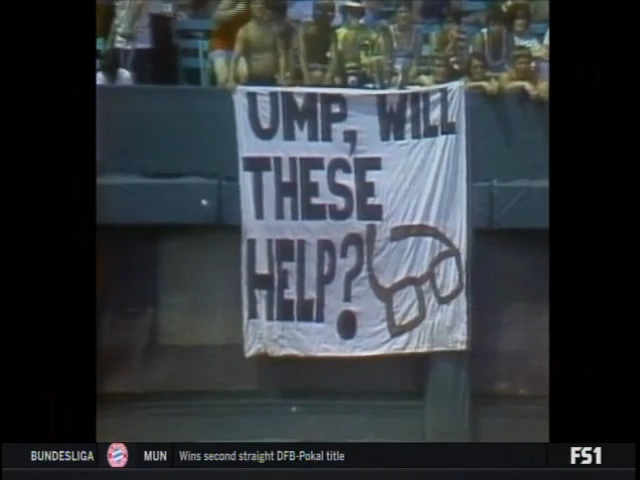 UMP, WILL
THESE
HELP?
BUNDESLIGA MUN Wins second straight DFB-Pokal title FS1